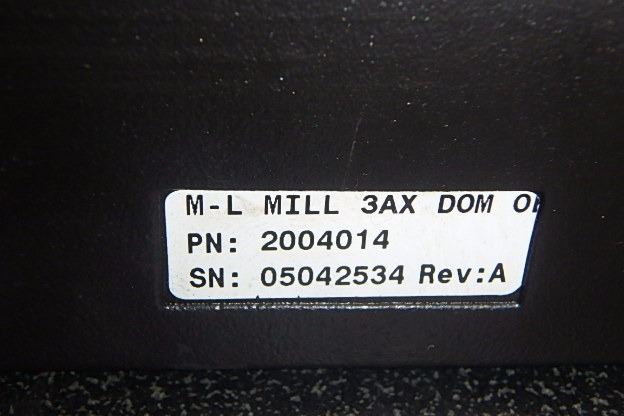 M-L MILL 3AX DOM
PN: 2004014
SN: 05042534 Rev:A